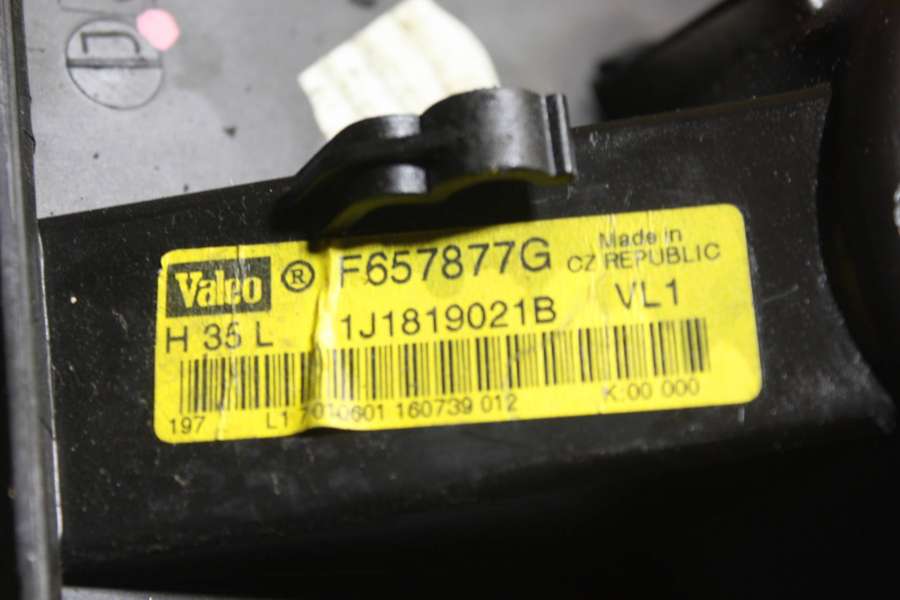 D
Valeo ® F657877G Made in
CZ REPUBLIC
H 35 L 1J1819021B VL1
197 L1 7010601 160739 012 K:00 000